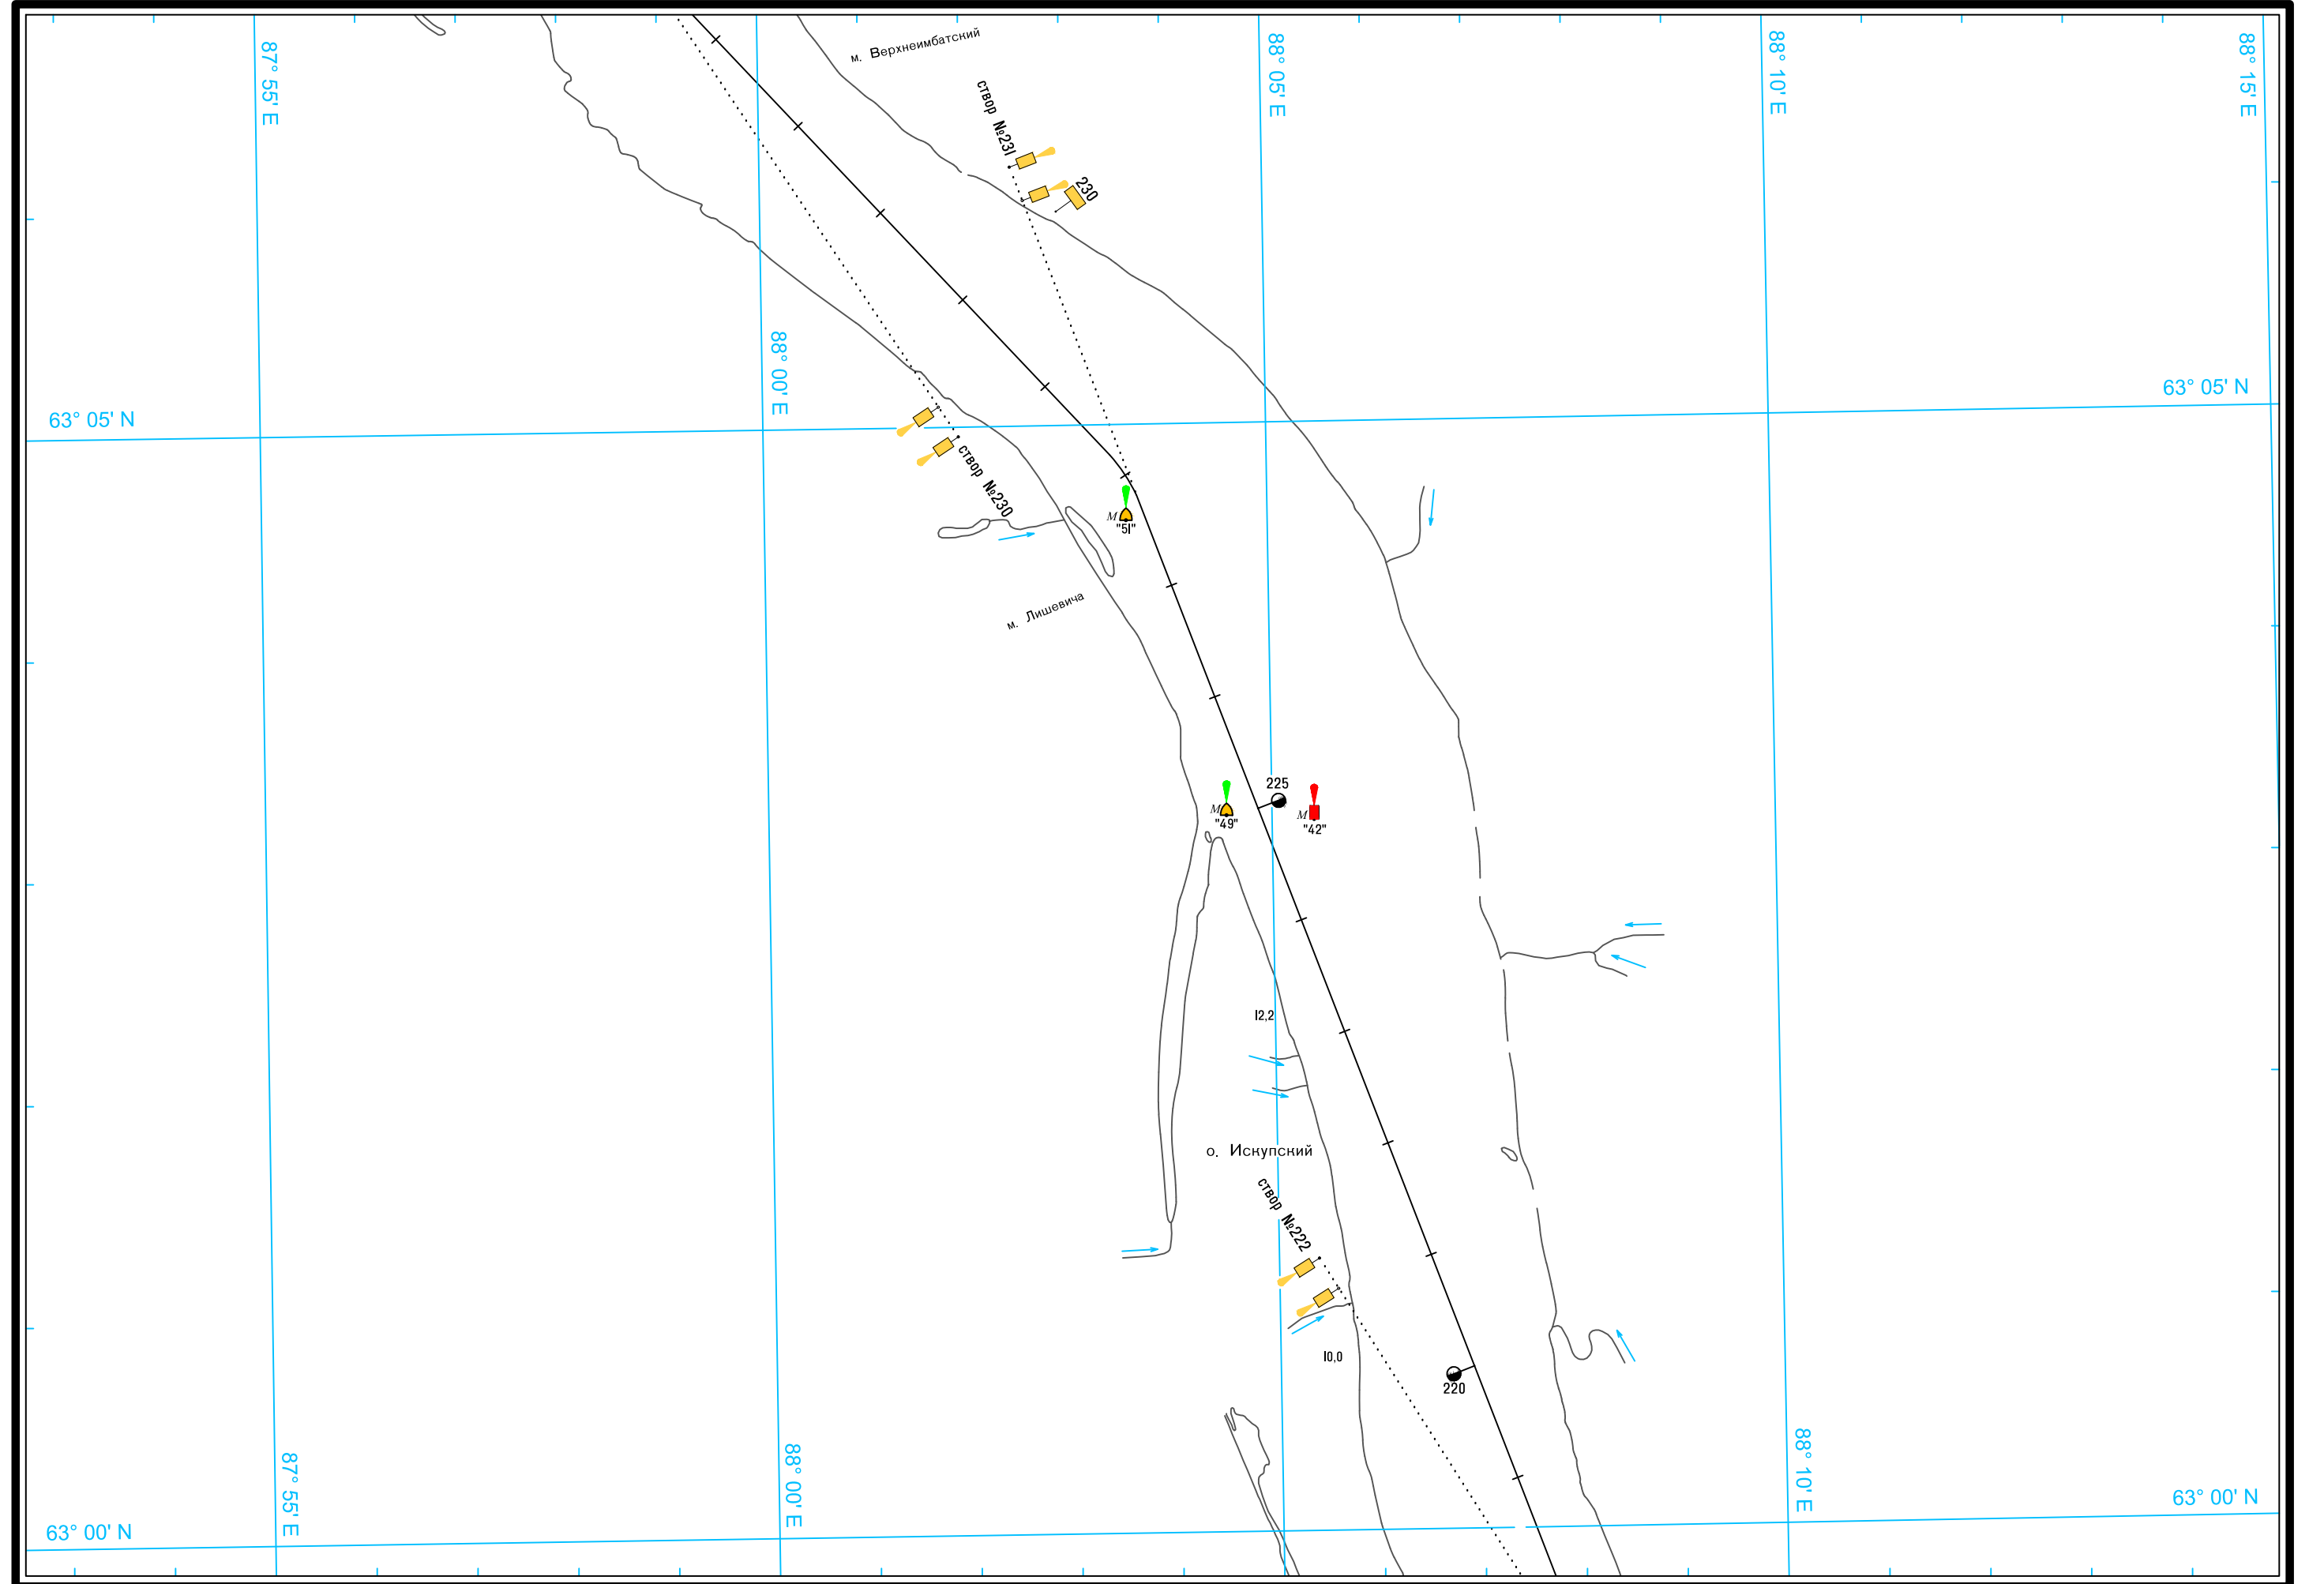 м. Верхнеимбатский
87° 55' E
88° 05' E
88° 10' E
88° 15' E
створ №23I
230
88° 00' E
63° 05' N
63° 05' N
створ №230
М
"5I"
м. Лишевича
225
М
"49"
М
"42"
I2,2
о. Искупский
створ №222
I0,0
220
87° 55' E
88° 00' E
88° 10' E
63° 00' N
63° 00' N